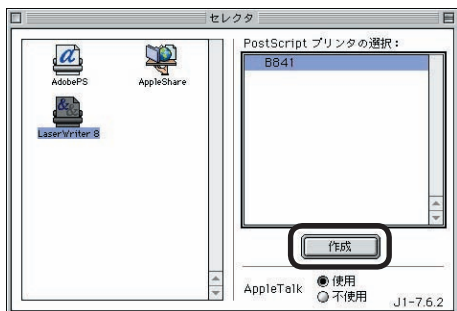 セレクタ
AdobePS
AppleShare
LaserWriter 8
PostScript プリンタの選択：
B841
作成
AppleTalk
使用
不使用
J1-7.6.2